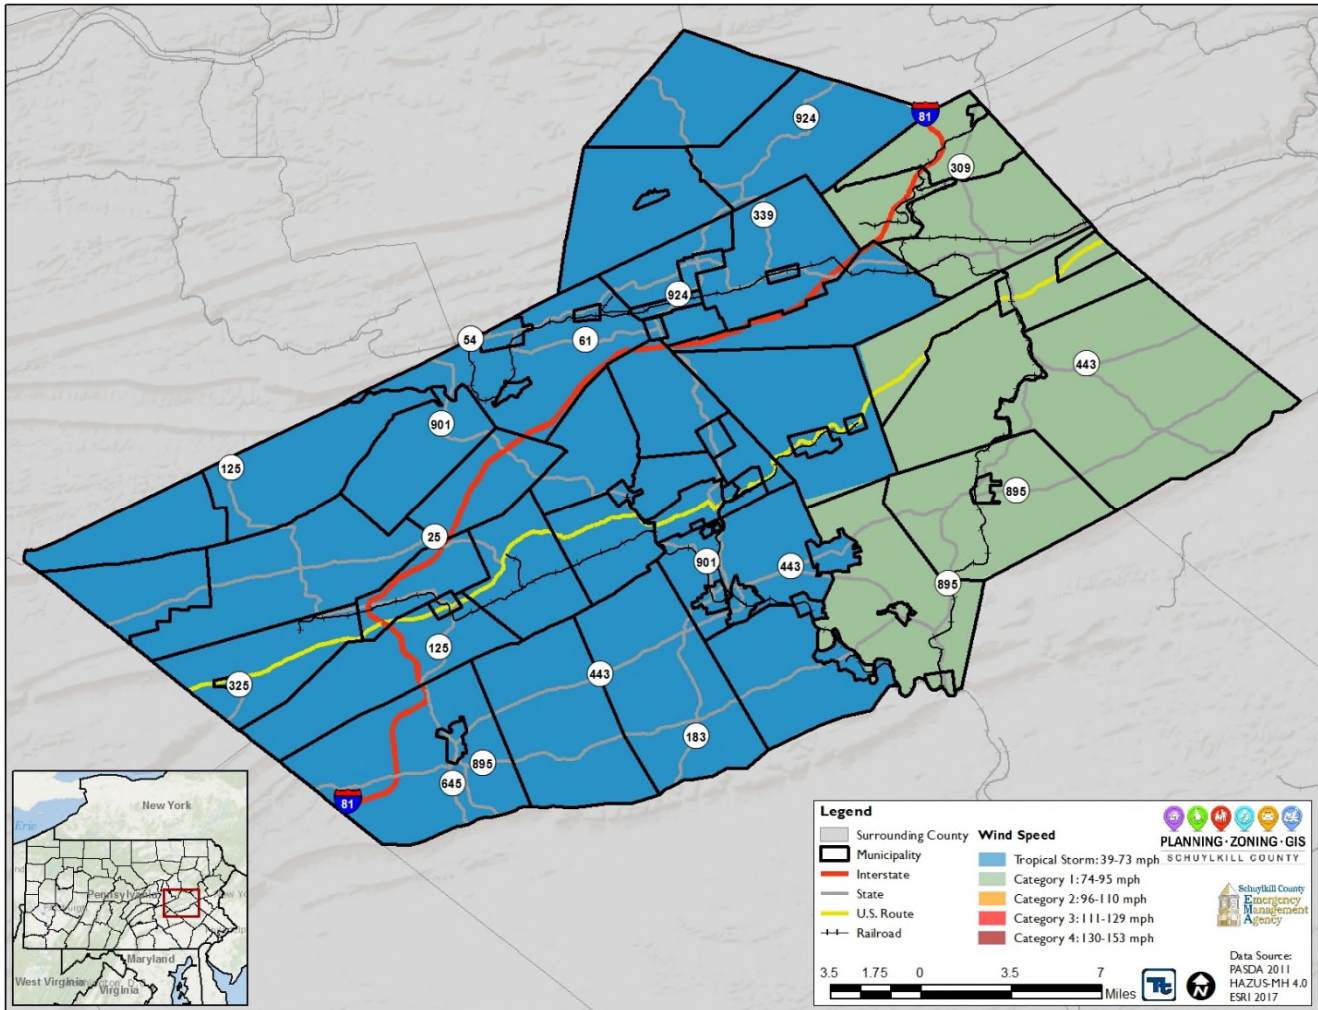 924
81
309
339
924
54
61
443
901
125
895
25
901
443
895
125
443
325
183
895
645
81
New York
Erie
Pennsylvania
Maryland
West Virginia
Virginia
Legend
Surrounding County
Municipality
Interstate
State
U.S. Route
Railroad
Wind Speed
Tropical Storm: 39-73 mph
Category 1: 74-95 mph
Category 2: 96-110 mph
Category 3: 111-129 mph
Category 4: 130-153 mph
PLANNING·ZONING·GIS
SCHUYLKILL COUNTY
Schuylkill County
Emergency
Management
Agency
3.5 1.75 0 3.5 7
Miles
Tt
N
Data Source:
PASDA 2011
HAZUS-MH 4.0
ESRI 2017